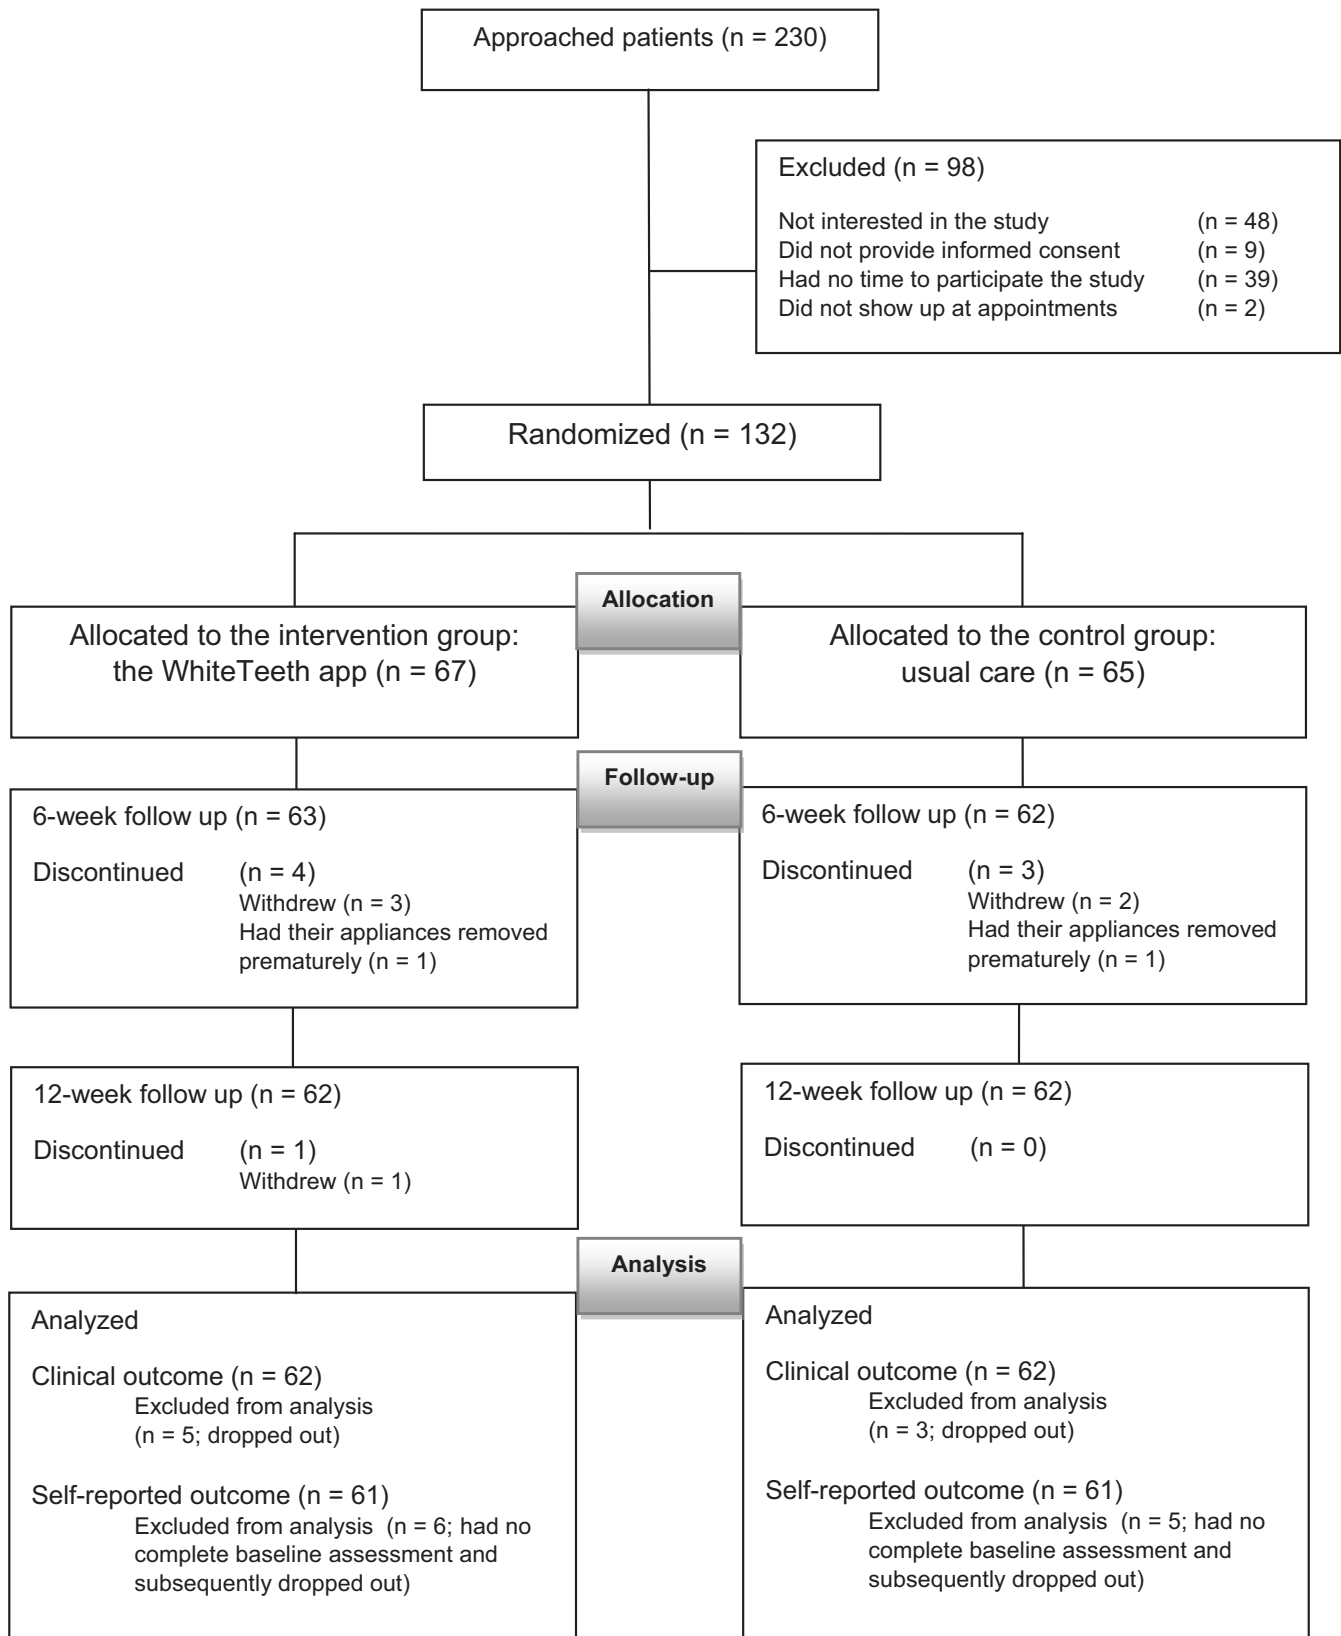 Approached patients (n = 230)
Excluded (n = 98)
Not interested in the study (n = 48)
Did not provide informed consent (n = 9)
Had no time to participate the study (n = 39)
Did not show up at appointments (n = 2)
Randomized (n = 132)
Allocation
Allocated to the intervention group:
the WhiteTeeth app (n = 67)
Allocated to the control group:
usual care (n = 65)
Follow-up
6-week follow up (n = 63)
Discontinued (n = 4)
Withdrew (n = 3)
Had their appliances removed
prematurely (n = 1)
6-week follow up (n = 62)
Discontinued (n = 3)
Withdrew (n = 2)
Had their appliances removed
prematurely (n = 1)
12-week follow up (n = 62)
Discontinued (n = 1)
Withdrew (n = 1)
12-week follow up (n = 62)
Discontinued (n = 0)
Analysis
Analyzed
Clinical outcome (n = 62)
Excluded from analysis
(n = 5; dropped out)
Self-reported outcome (n = 61)
Excluded from analysis (n = 6; had no
complete baseline assessment and
subsequently dropped out)
Analyzed
Clinical outcome (n = 62)
Excluded from analysis
(n = 3; dropped out)
Self-reported outcome (n = 61)
Excluded from analysis (n = 5; had no
complete baseline assessment and
subsequently dropped out)